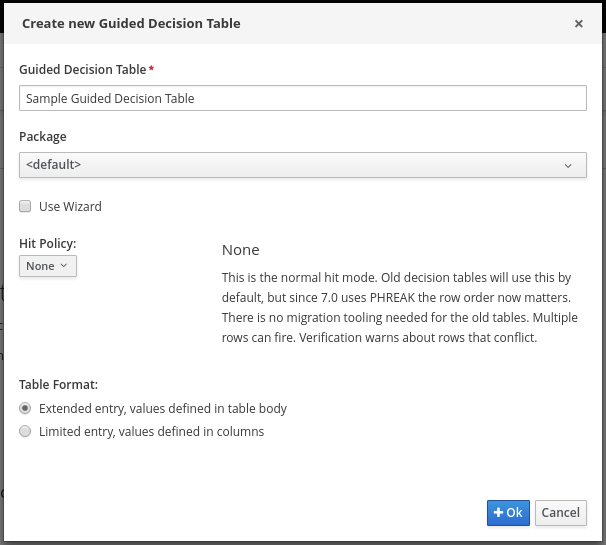 Create new Guided Decision Table
Guided Decision Table *
Sample Guided Decision Table
Package
<default>
Use Wizard
Hit Policy:
None
None
This is the normal hit mode. Old decision tables will use this by
default, but since 7.0 uses PHREAK the row order now matters.
There is no migration tooling needed for the old tables. Multiple
rows can fire. Verification warns about rows that conflict.
Table Format:
Extended entry, values defined in table body
Limited entry, values defined in columns
Ok
Cancel